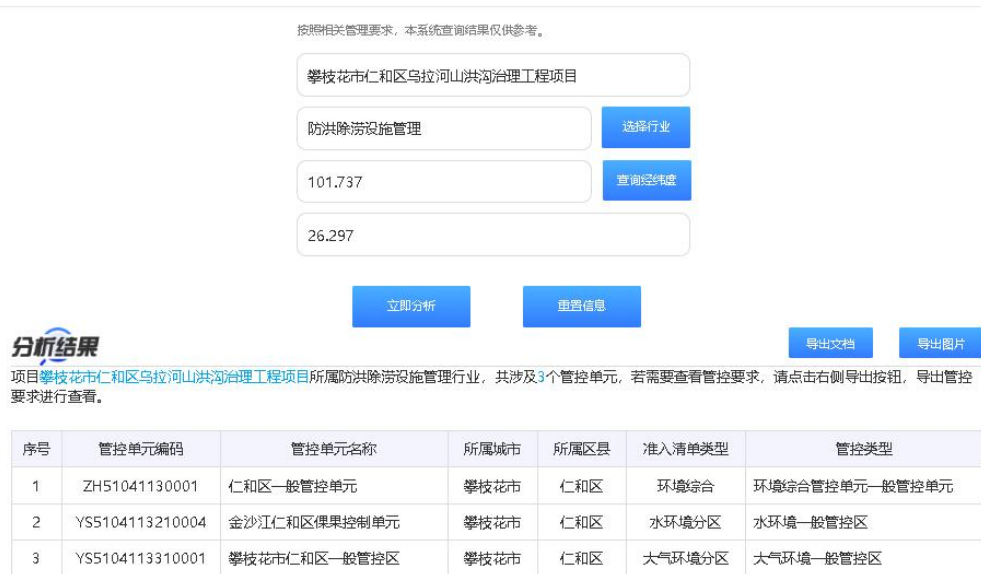 按照相关管理要求，本系统查询结果仅供参考。
攀枝花市仁和区乌拉河山洪沟治理工程项目
防洪除涝设施管理
选择行业
101.737
查询经纬度
26.297
立即分析
重置信息
分析结果
导出文档
导出图片
项目攀枝花市仁和区乌拉河山洪沟治理工程项目所属防洪除涝设施管理行业，共涉及3个管控单元，若需要查看管控要求，请点击右侧导出按钮，导出管控
要求进行查看。
序号 管控单元编码 管控单元名称 所属城市 所属区县 准入清单类型 管控类型
1 ZH51041130001 仁和区一般管控单元 攀枝花市 仁和区 环境综合 环境综合管控单元一般管控单元
2 YS5104113210004 金沙江仁和区倮果控制单元 攀枝花市 仁和区 水环境分区 水环境一般管控区
3 YS5104113310001 攀枝花市仁和区一般管控区 攀枝花市 仁和区 大气环境分区 大气环境一般管控区